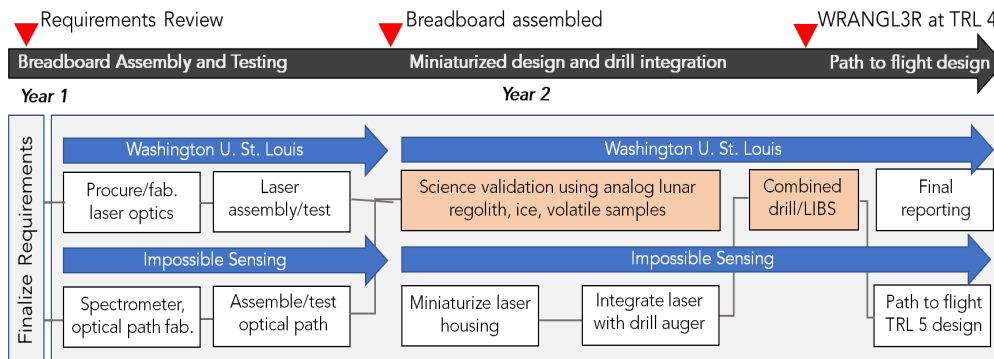 Requirements Review
Breadboard assembled
WRANGL3R at TRL 4
Breadboard Assembly and Testing
Miniaturized design and drill integration
Path to flight design
Year 1
Year 2
Finalize Requirements
Washington U. St. Louis
Washington U. St. Louis
Procure/fab.
laser optics
Laser
assembly/test
Science validation using analog lunar
regolith, ice, volatile samples
Combined
drill/LIBS
Final
reporting
Impossible Sensing
Impossible Sensing
Spectrometer,
optical path fab.
Assemble/test
optical path
Miniaturize laser
housing
Integrate laser
with drill auger
Path to flight
TRL 5 design